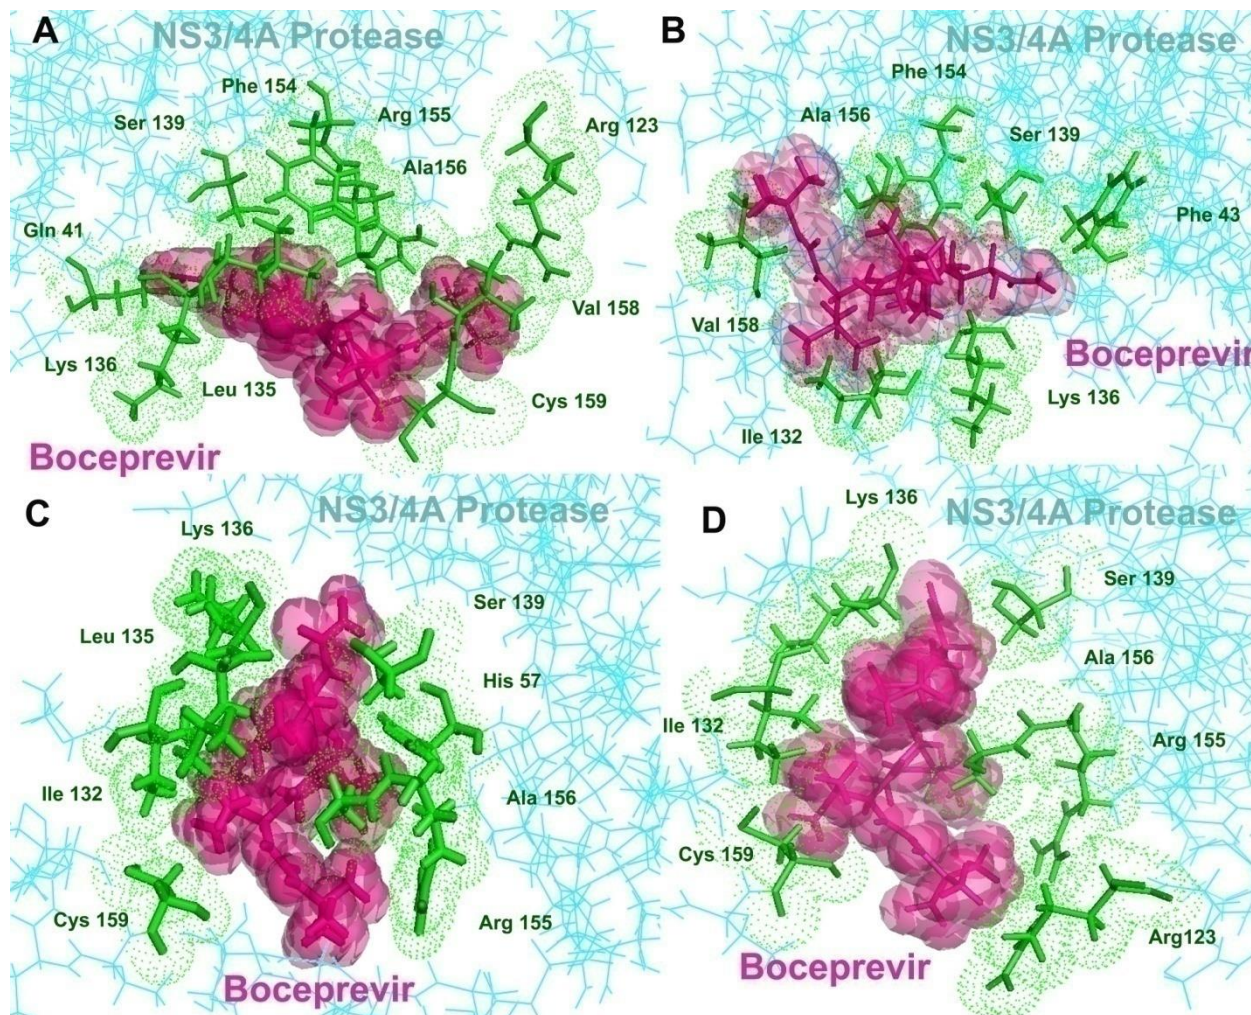 A
NS3/4A Protease
Phe 154
Ser 139
Arg 155
Arg 123
Ala156
Gln 41
Val 158
Lys 136
Leu 135
Cys 159
Boceprevir
B
NS3/4A Protease
Phe 154
Ala 156
Ser 139
Phe 43
Val 158
Boceprevir
Lys 136
Ile 132
C
NS3/4A Protease
Lys 136
Ser 139
Leu 135
His 57
Ile 132
Ala 156
Cys 159
Arg 155
Boceprevir
Lys 136
D
NS3/4A Protease
Ser 139
Ala 156
Ile 132
Arg 155
Cys 159
Arg123
Boceprevir